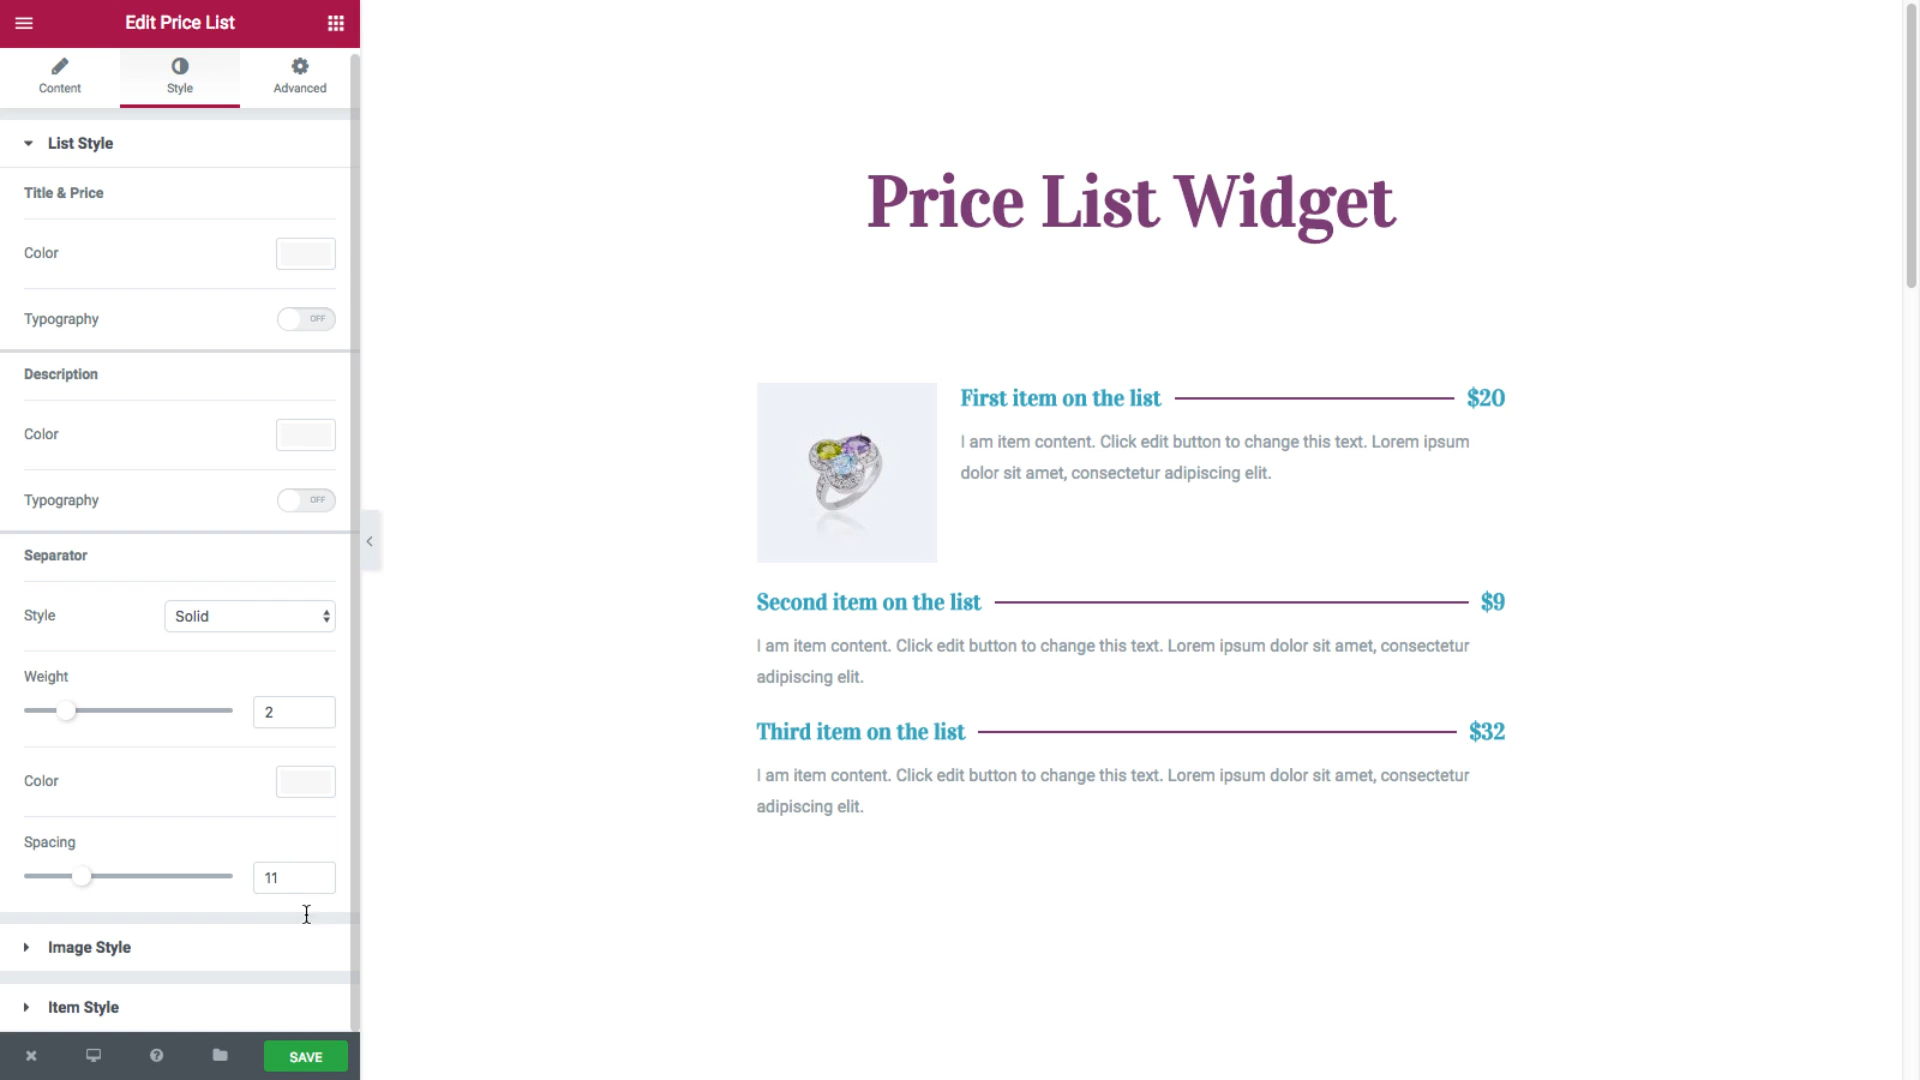 Edit Price List
Content
Style
Advanced
List Style
Title & Price
Color
Typography
OFF
Description
Color
Typography
OFF
Separator
Style
Solid
Weight
2
Color
Spacing
11
Image Style
Item Style
SAVE
Price List Widget
First item on the list $20
I am item content. Click edit button to change this text. Lorem ipsum
dolor sit amet, consectetur adipiscing elit.
Second item on the list $9
I am item content. Click edit button to change this text. Lorem ipsum dolor sit amet, consectetur
adipiscing elit.
Third item on the list $32
I am item content. Click edit button to change this text. Lorem ipsum dolor sit amet, consectetur
adipiscing elit.